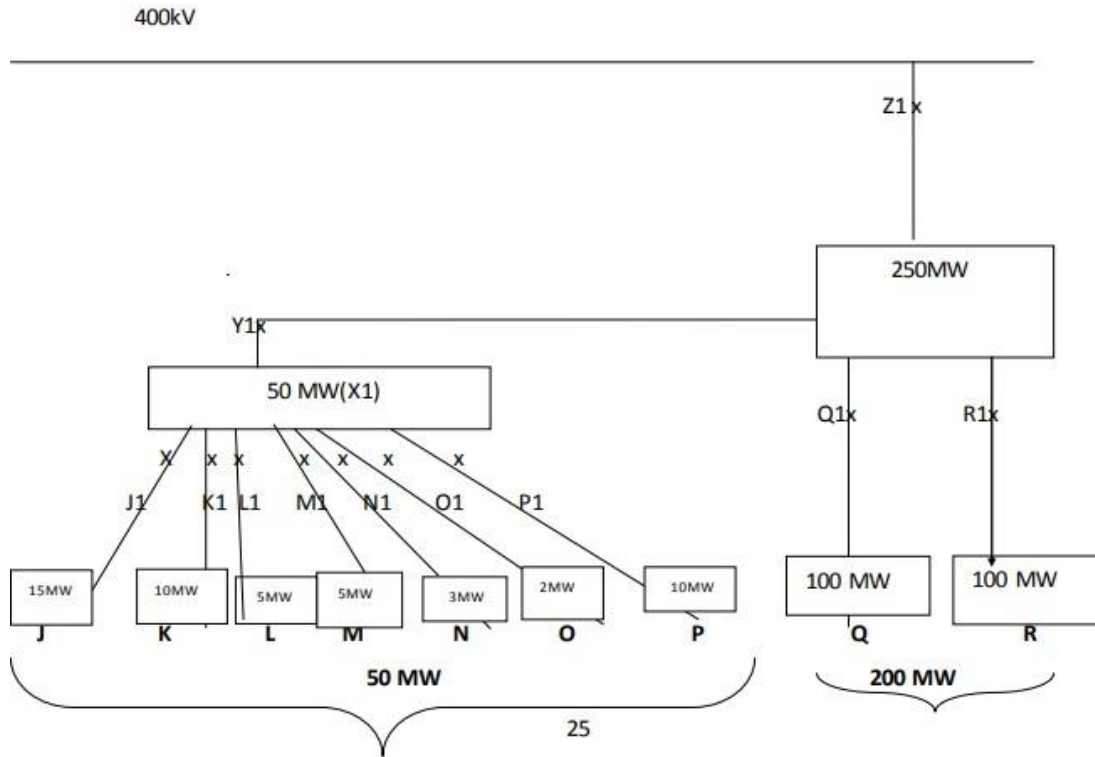 400kV
Z1 x
250MW
Y1x
50 MW(X1)
Q1x R1x
X x x x x x x
J1 K1 L1 M1 N1 O1 P1
15MW 10MW 5MW 5MW 3MW 2MW 10MW 100 MW 100 MW
J K L M N O P Q R
50 MW 200 MW
25